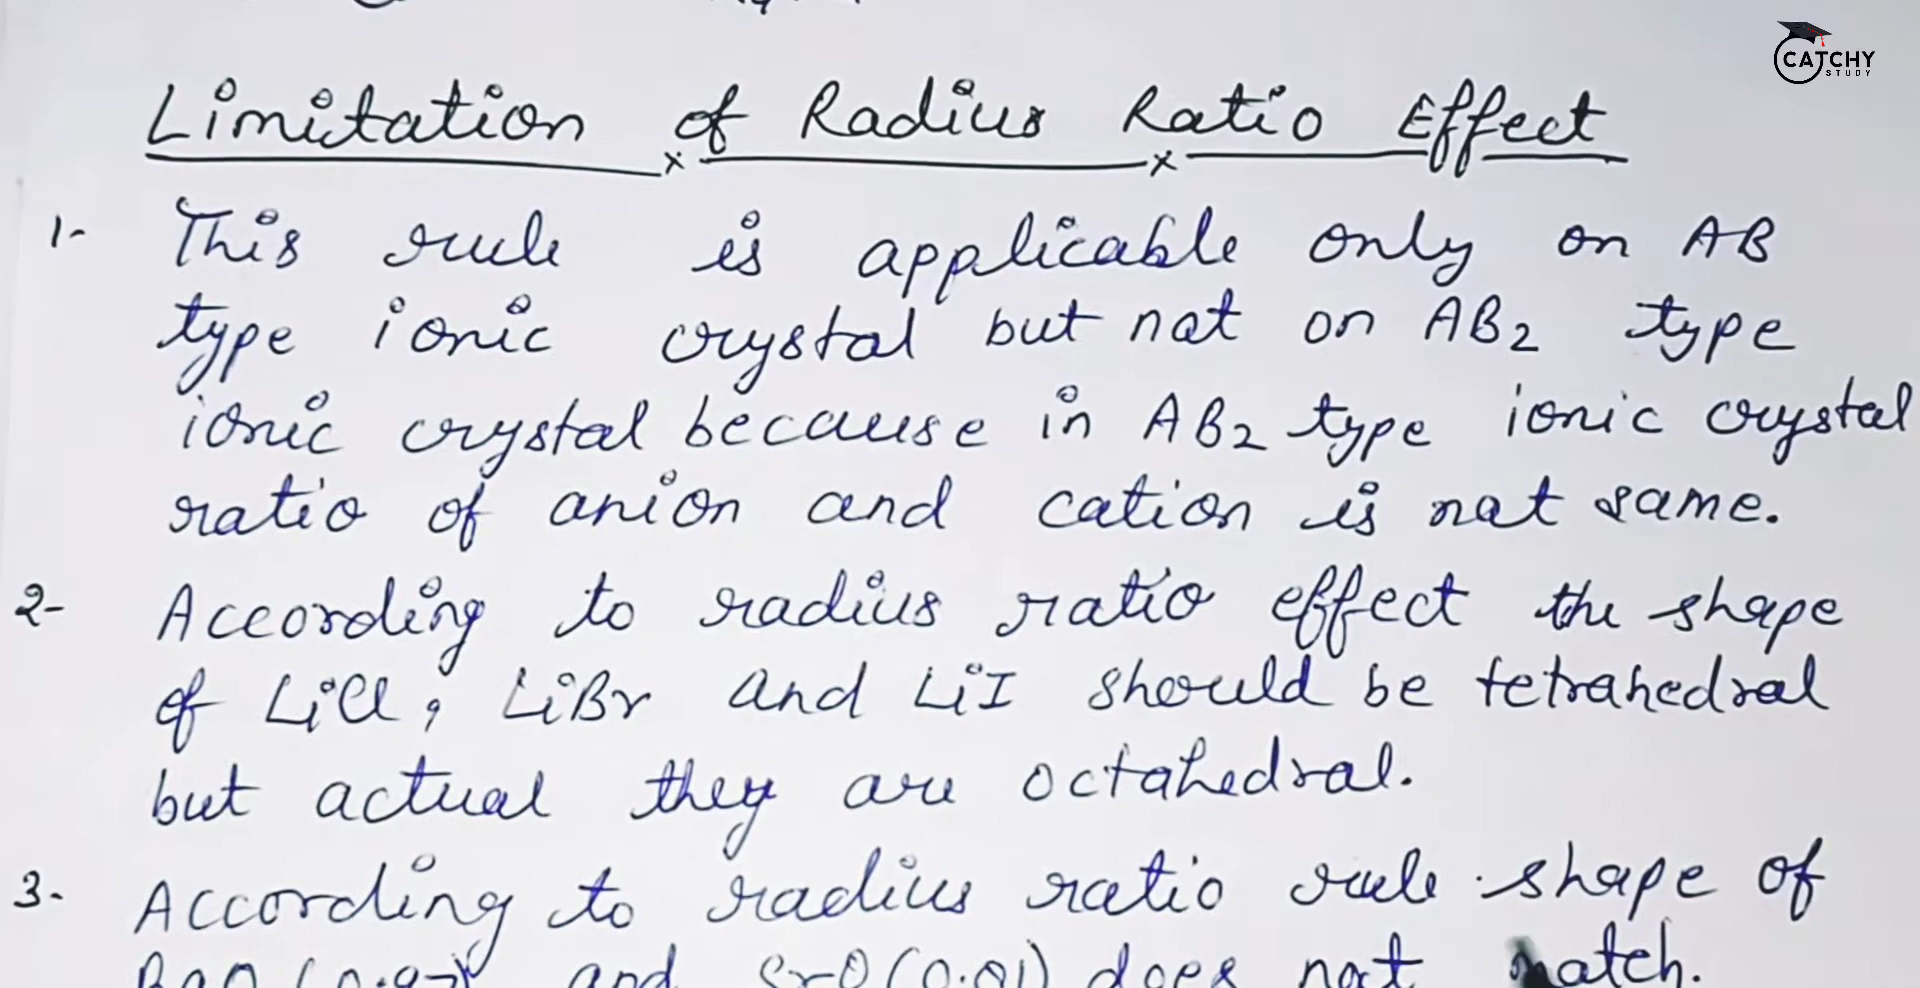 CATCHY
STUDY
Limitation of Radius Ratio Effect
1- This rule is applicable only on AB
type ionic crystal but not on AB2 type
ionic crystal because in AB2 type ionic crystal
ratio of anion and cation is not same.
2- According to radius ratio effect the shape
of LiCl, LiBr and LiI should be tetrahedral
but actual they are octahedral.
3- According to radius ratio rule shape of
and SrO does not match.